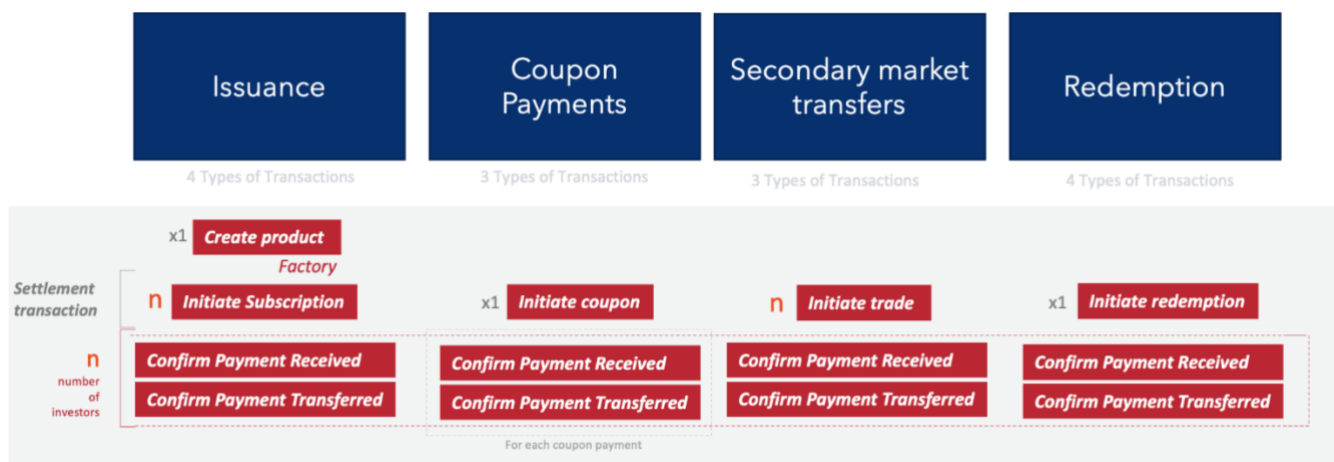 Issuance
Coupon
Payments
Secondary market
transfers
Redemption
4 Types of Transactions
3 Types of Transactions
3 Types of Transactions
4 Types of Transactions
x1 Create product
Factory
Settlement
transaction
n Initiate Subscription
x1 Initiate coupon
n Initiate trade
x1 Initiate redemption
n
number
of
investors
Confirm Payment Received
Confirm Payment Received
Confirm Payment Received
Confirm Payment Received
Confirm Payment Transferred
Confirm Payment Transferred
Confirm Payment Transferred
Confirm Payment Transferred
For each coupon payment